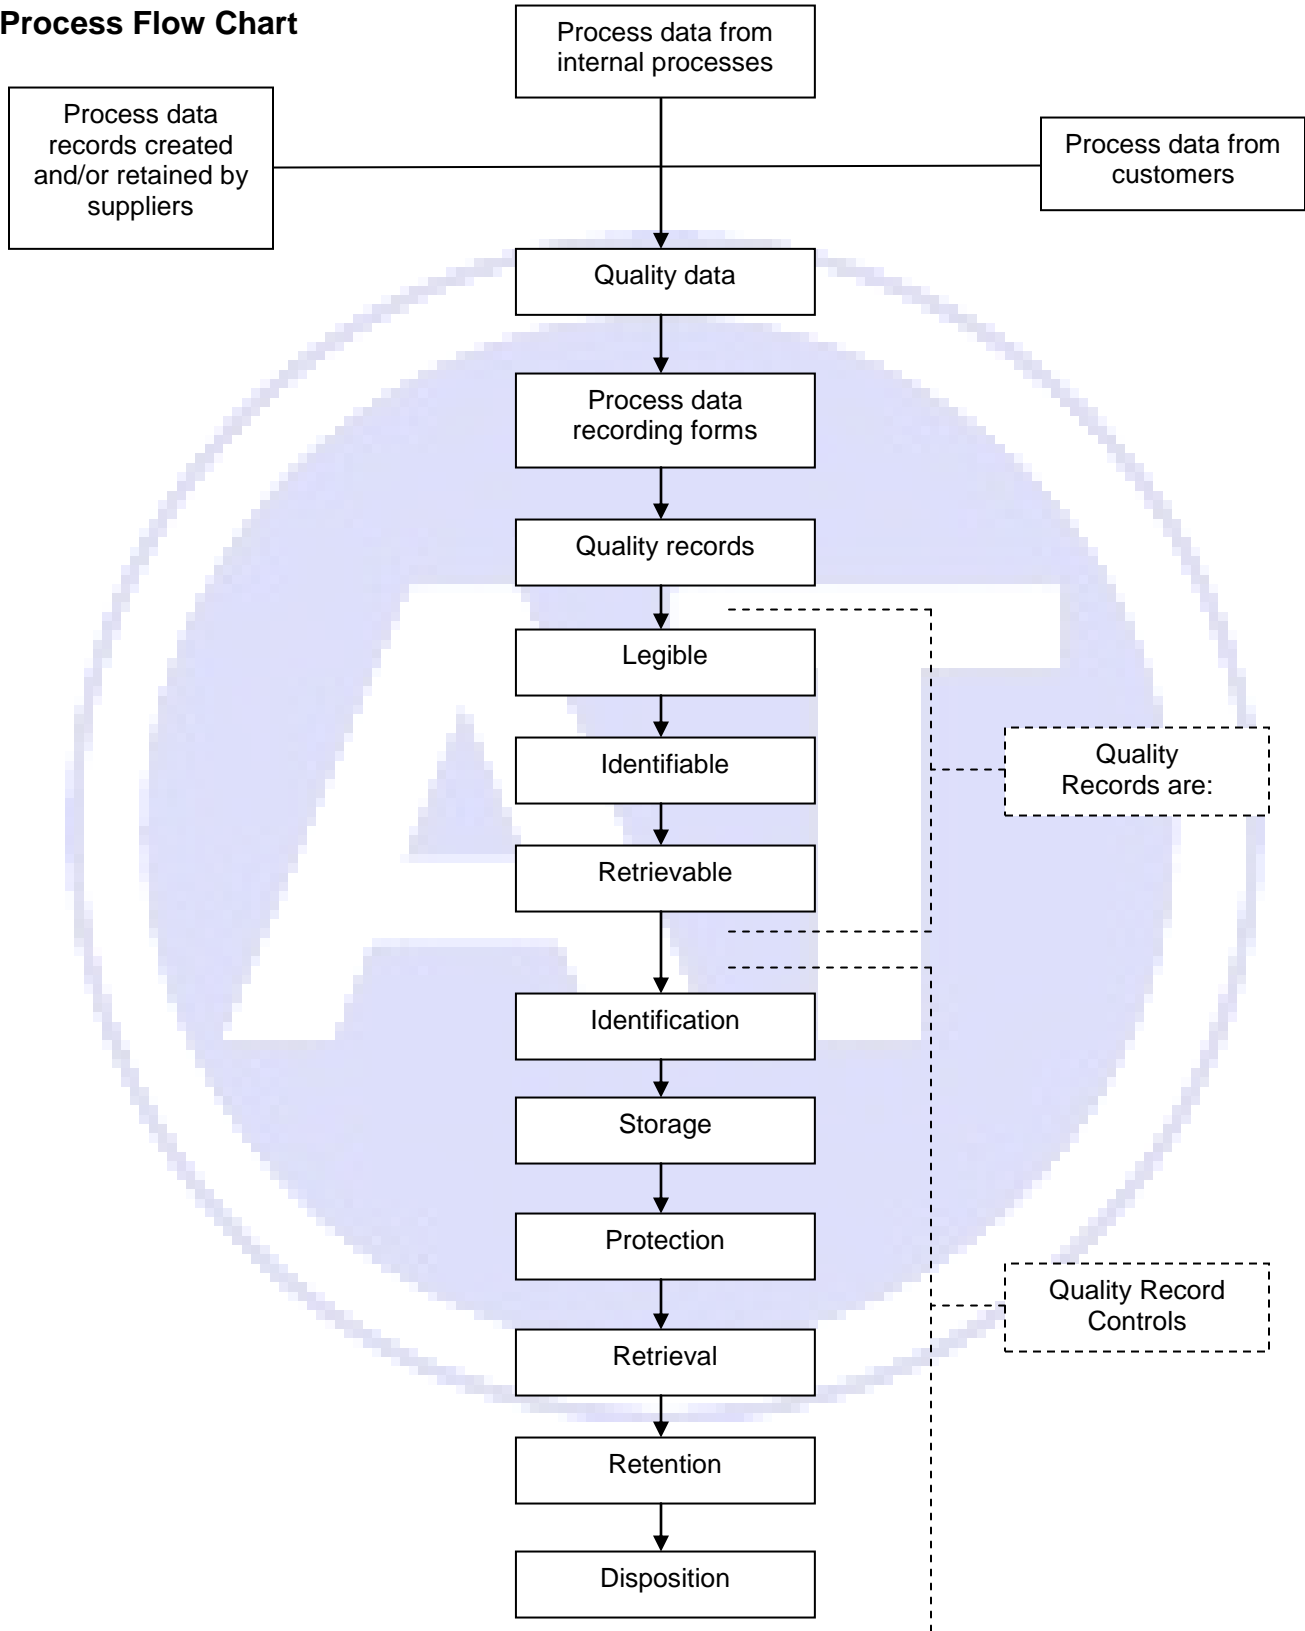 Process Flow Chart
Process data from
internal processes
Process data
records created
and/or retained by
suppliers
Process data from
customers
Quality data
Process data
recording forms
Quality records
Legible
Identifiable
Quality
Records are:
Retrievable
Identification
Storage
Protection
Quality Record
Controls
Retrieval
Retention
Disposition
AT